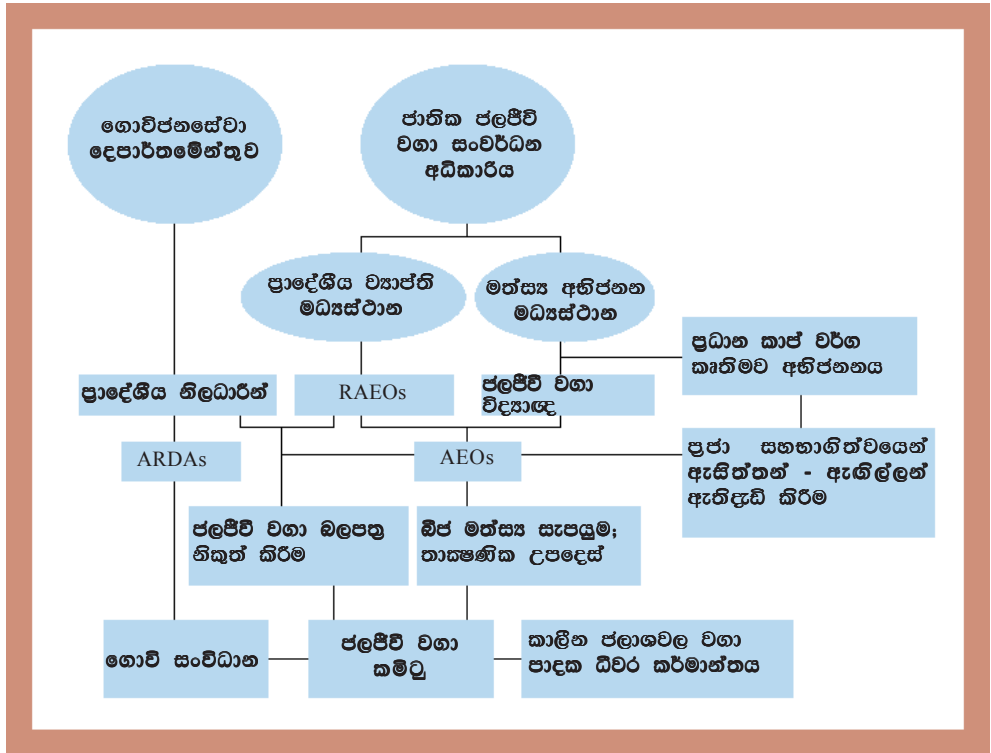 ගොවිජනසේවා
දෙපාර්තමේන්තුව
ජාතික ජලජීවි
වගා සංවර්ධන
අධිකාරිය
ප්‍රාදේශීය ව්‍යාප්ති
මධ්‍යස්ථාන
මත්ස්‍ය අභිජනන
මධ්‍යස්ථාන
ප්‍රධාන කාප් වර්ග
කෘතිමව අභිජනනය
ප්‍රාදේශීය නිලධාරීන්
RAEOs
ජලජීවී වගා
විද්‍යාඥ
ARDAs
AEOs
ප්‍රජා සහභාගිත්වයෙන්
ඇසිත්තන් - ඇඟිල්ලන්
ඇතිදැඩි කිරීම
ජලජීවී වගා බලපත්‍ර
නිකුත් කිරීම
බීජ මත්ස්‍ය සැපයුම;
තාක්‍ෂණික උපදෙස්
ගොවි සංවිධාන
ජලජීවී වගා
කමිටු
කාලීන ජලාශවල වගා
පාදක ධීවර කර්මාන්තය